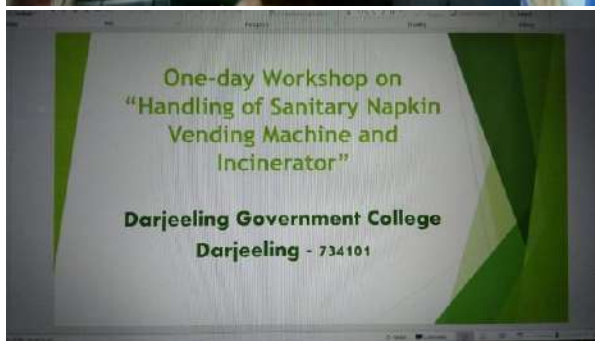 One-day Workshop on
“Handling of Sanitary Napkin
Vending Machine and
Incinerator”
Darjeeling Government College
Darjeeling - 734101